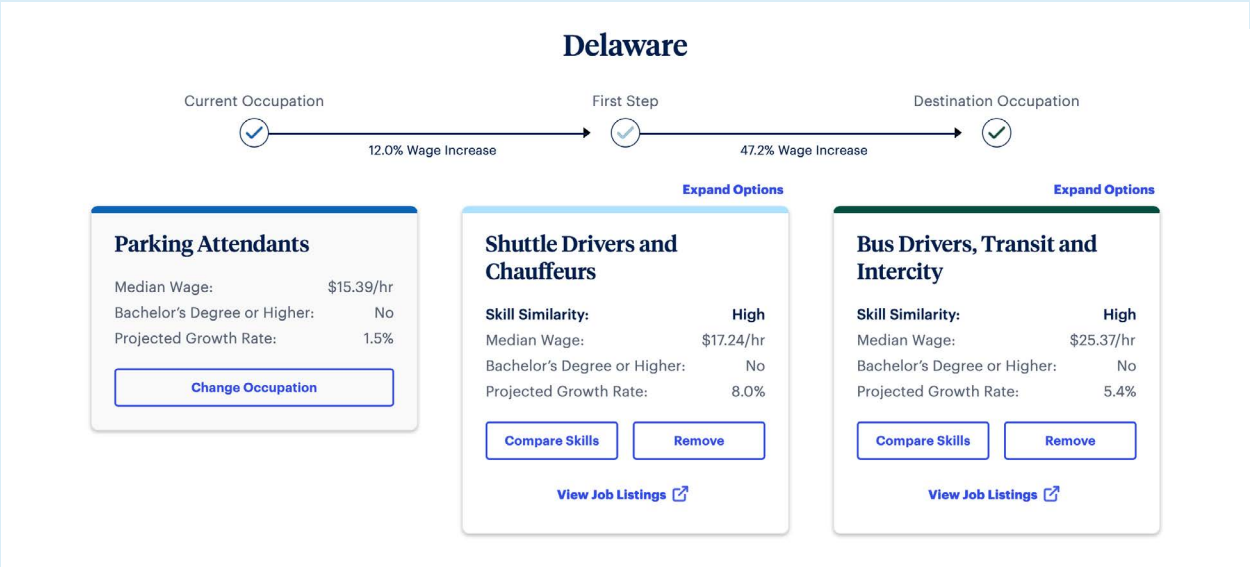 Delaware
Current Occupation
First Step
Destination Occupation
12.0% Wage Increase
47.2% Wage Increase
Expand Options
Expand Options
Parking Attendants
Median Wage: $15.39/hr
Bachelor’s Degree or Higher: No
Projected Growth Rate: 1.5%
Change Occupation
Shuttle Drivers and
Chauffeurs
Skill Similarity: High
Median Wage: $17.24/hr
Bachelor’s Degree or Higher: No
Projected Growth Rate: 8.0%
Compare Skills
Remove
View Job Listings
Bus Drivers, Transit and
Intercity
Skill Similarity: High
Median Wage: $25.37/hr
Bachelor’s Degree or Higher: No
Projected Growth Rate: 5.4%
Compare Skills
Remove
View Job Listings